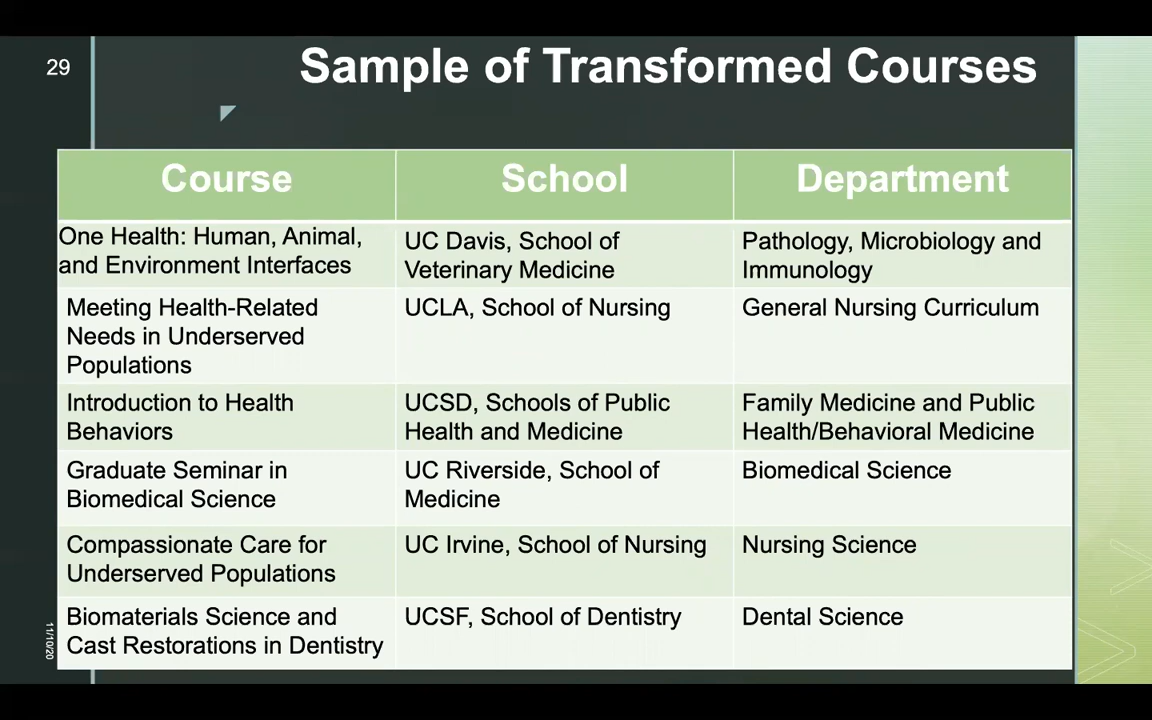 29
Sample of Transformed Courses
Course
School
Department
One Health: Human, Animal,
and Environment Interfaces
UC Davis, School of
Veterinary Medicine
Pathology, Microbiology and
Immunology
Meeting Health-Related
Needs in Underserved
Populations
UCLA, School of Nursing
General Nursing Curriculum
Introduction to Health
Behaviors
UCSD, Schools of Public
Health and Medicine
Family Medicine and Public
Health/Behavioral Medicine
Graduate Seminar in
Biomedical Science
UC Riverside, School of
Medicine
Biomedical Science
Compassionate Care for
Underserved Populations
UC Irvine, School of Nursing
Nursing Science
Biomaterials Science and
Cast Restorations in Dentistry
UCSF, School of Dentistry
Dental Science
11/10/20